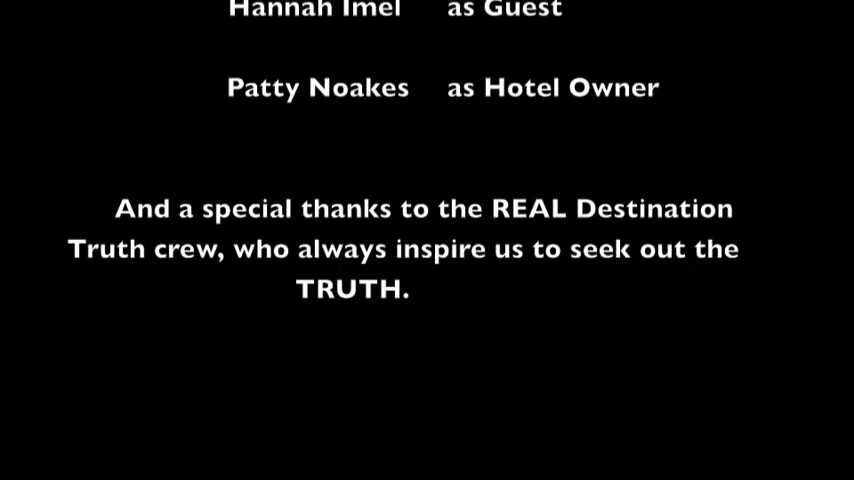 Hannah Imel as Guest
Patty Noakes as Hotel Owner
And a special thanks to the REAL Destination
Truth crew, who always inspire us to seek out the
TRUTH.